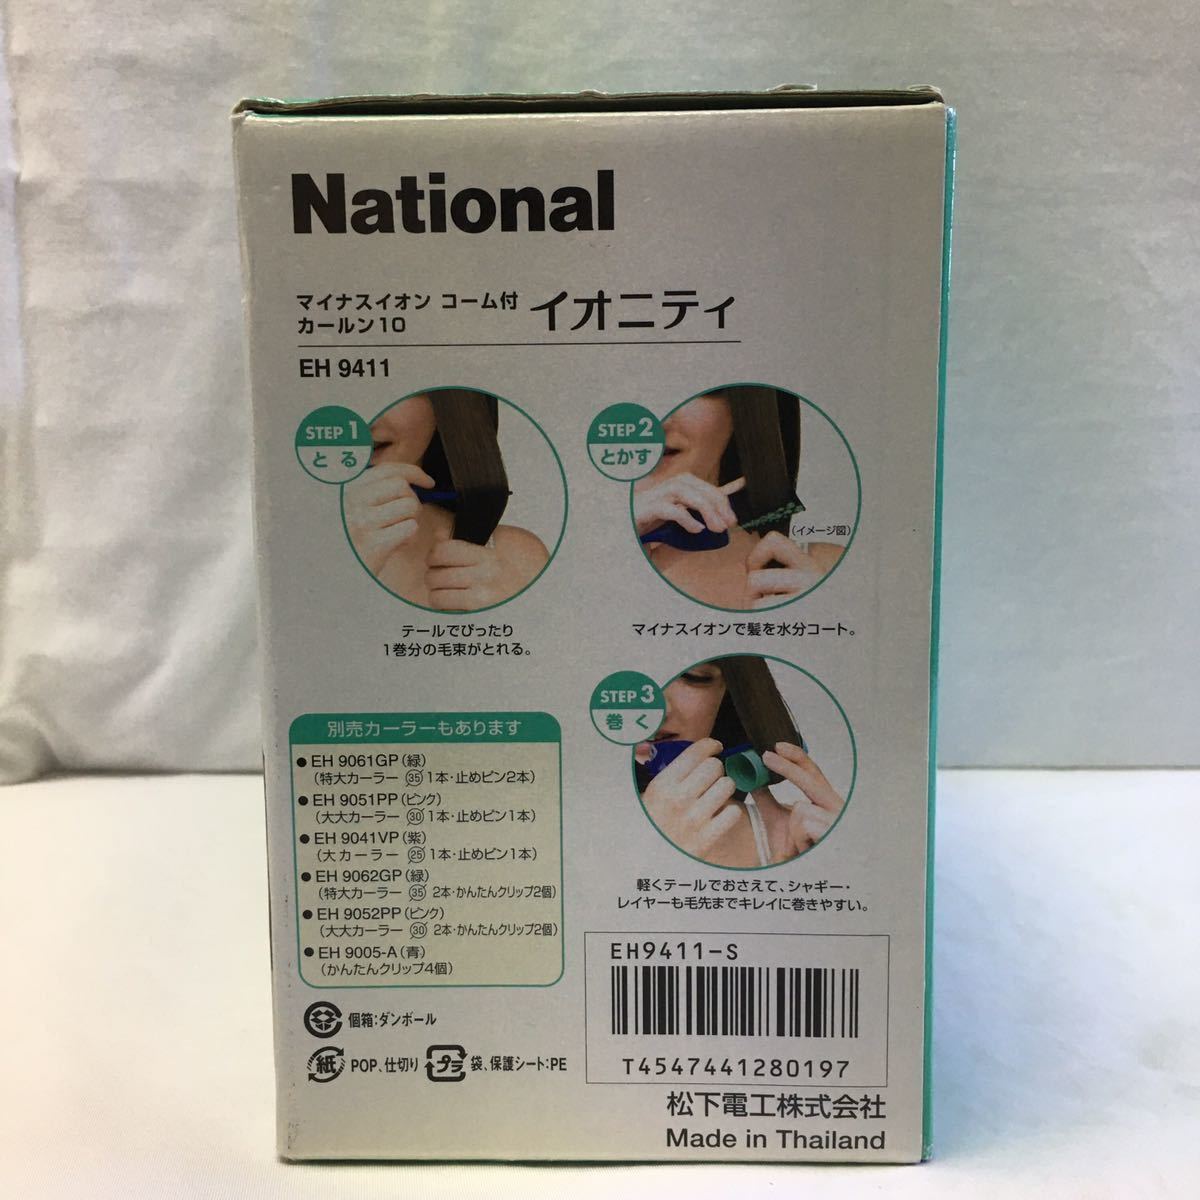 National
マイナスイオン コーム付
カールン10
イオニティ
EH 9411
STEP 1
とる
テールでぴったり
1巻分の毛束がとれる。
STEP 2
とかす
(イメージ図)
マイナスイオンで髪を水分コート。
STEP 3
巻く
軽くテールでおさえて、シャギー・
レイヤーも毛先までキレイに巻きやすい。
別売カーラーもあります
● EH 9061GP(緑)
(特大カーラー 35 1本・止めピン2本)
● EH 9051PP(ピンク)
(大大カーラー 30 1本・止めピン1本)
● EH 9041VP(紫)
(大カーラー 25 1本・止めピン1本)
● EH 9062GP(緑)
(特大カーラー 35 2本・かんたんクリップ2個)
● EH 9052PP(ピンク)
(大大カーラー 30 2本・かんたんクリップ2個)
● EH 9005-A(青)
(かんたんクリップ4個)
個箱:ダンボール
紙 POP、仕切り プラ 袋、保護シート:PE
EH9411-S
T4547441280197
松下電工株式会社
Made in Thailand